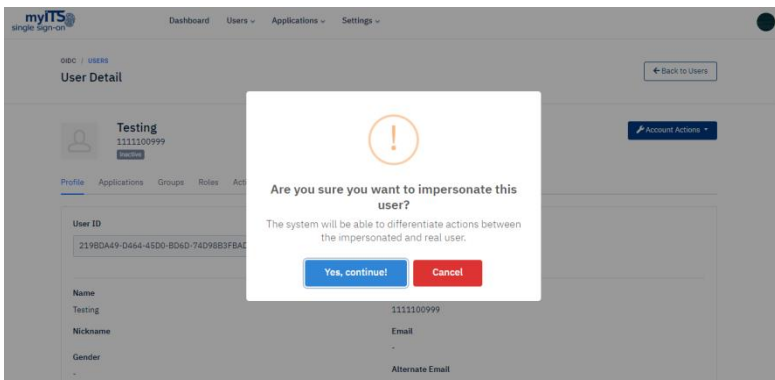 myITS
single sign-on
Dashboard Users Applications Settings
OIDC / USERS
User Detail
← Back to Users
Testing
1111100999
Inactive
Account Actions
Profile Applications Groups Roles
!
Are you sure you want to impersonate this
user?
The system will be able to differentiate actions between
the impersonated and real user.
Yes, continue! Cancel
User ID
219BDA49-D464-45D0-BD6D-74D98B3FBAD
Name
Testing
1111100999
Nickname
Email
-
Gender
-
Alternate Email